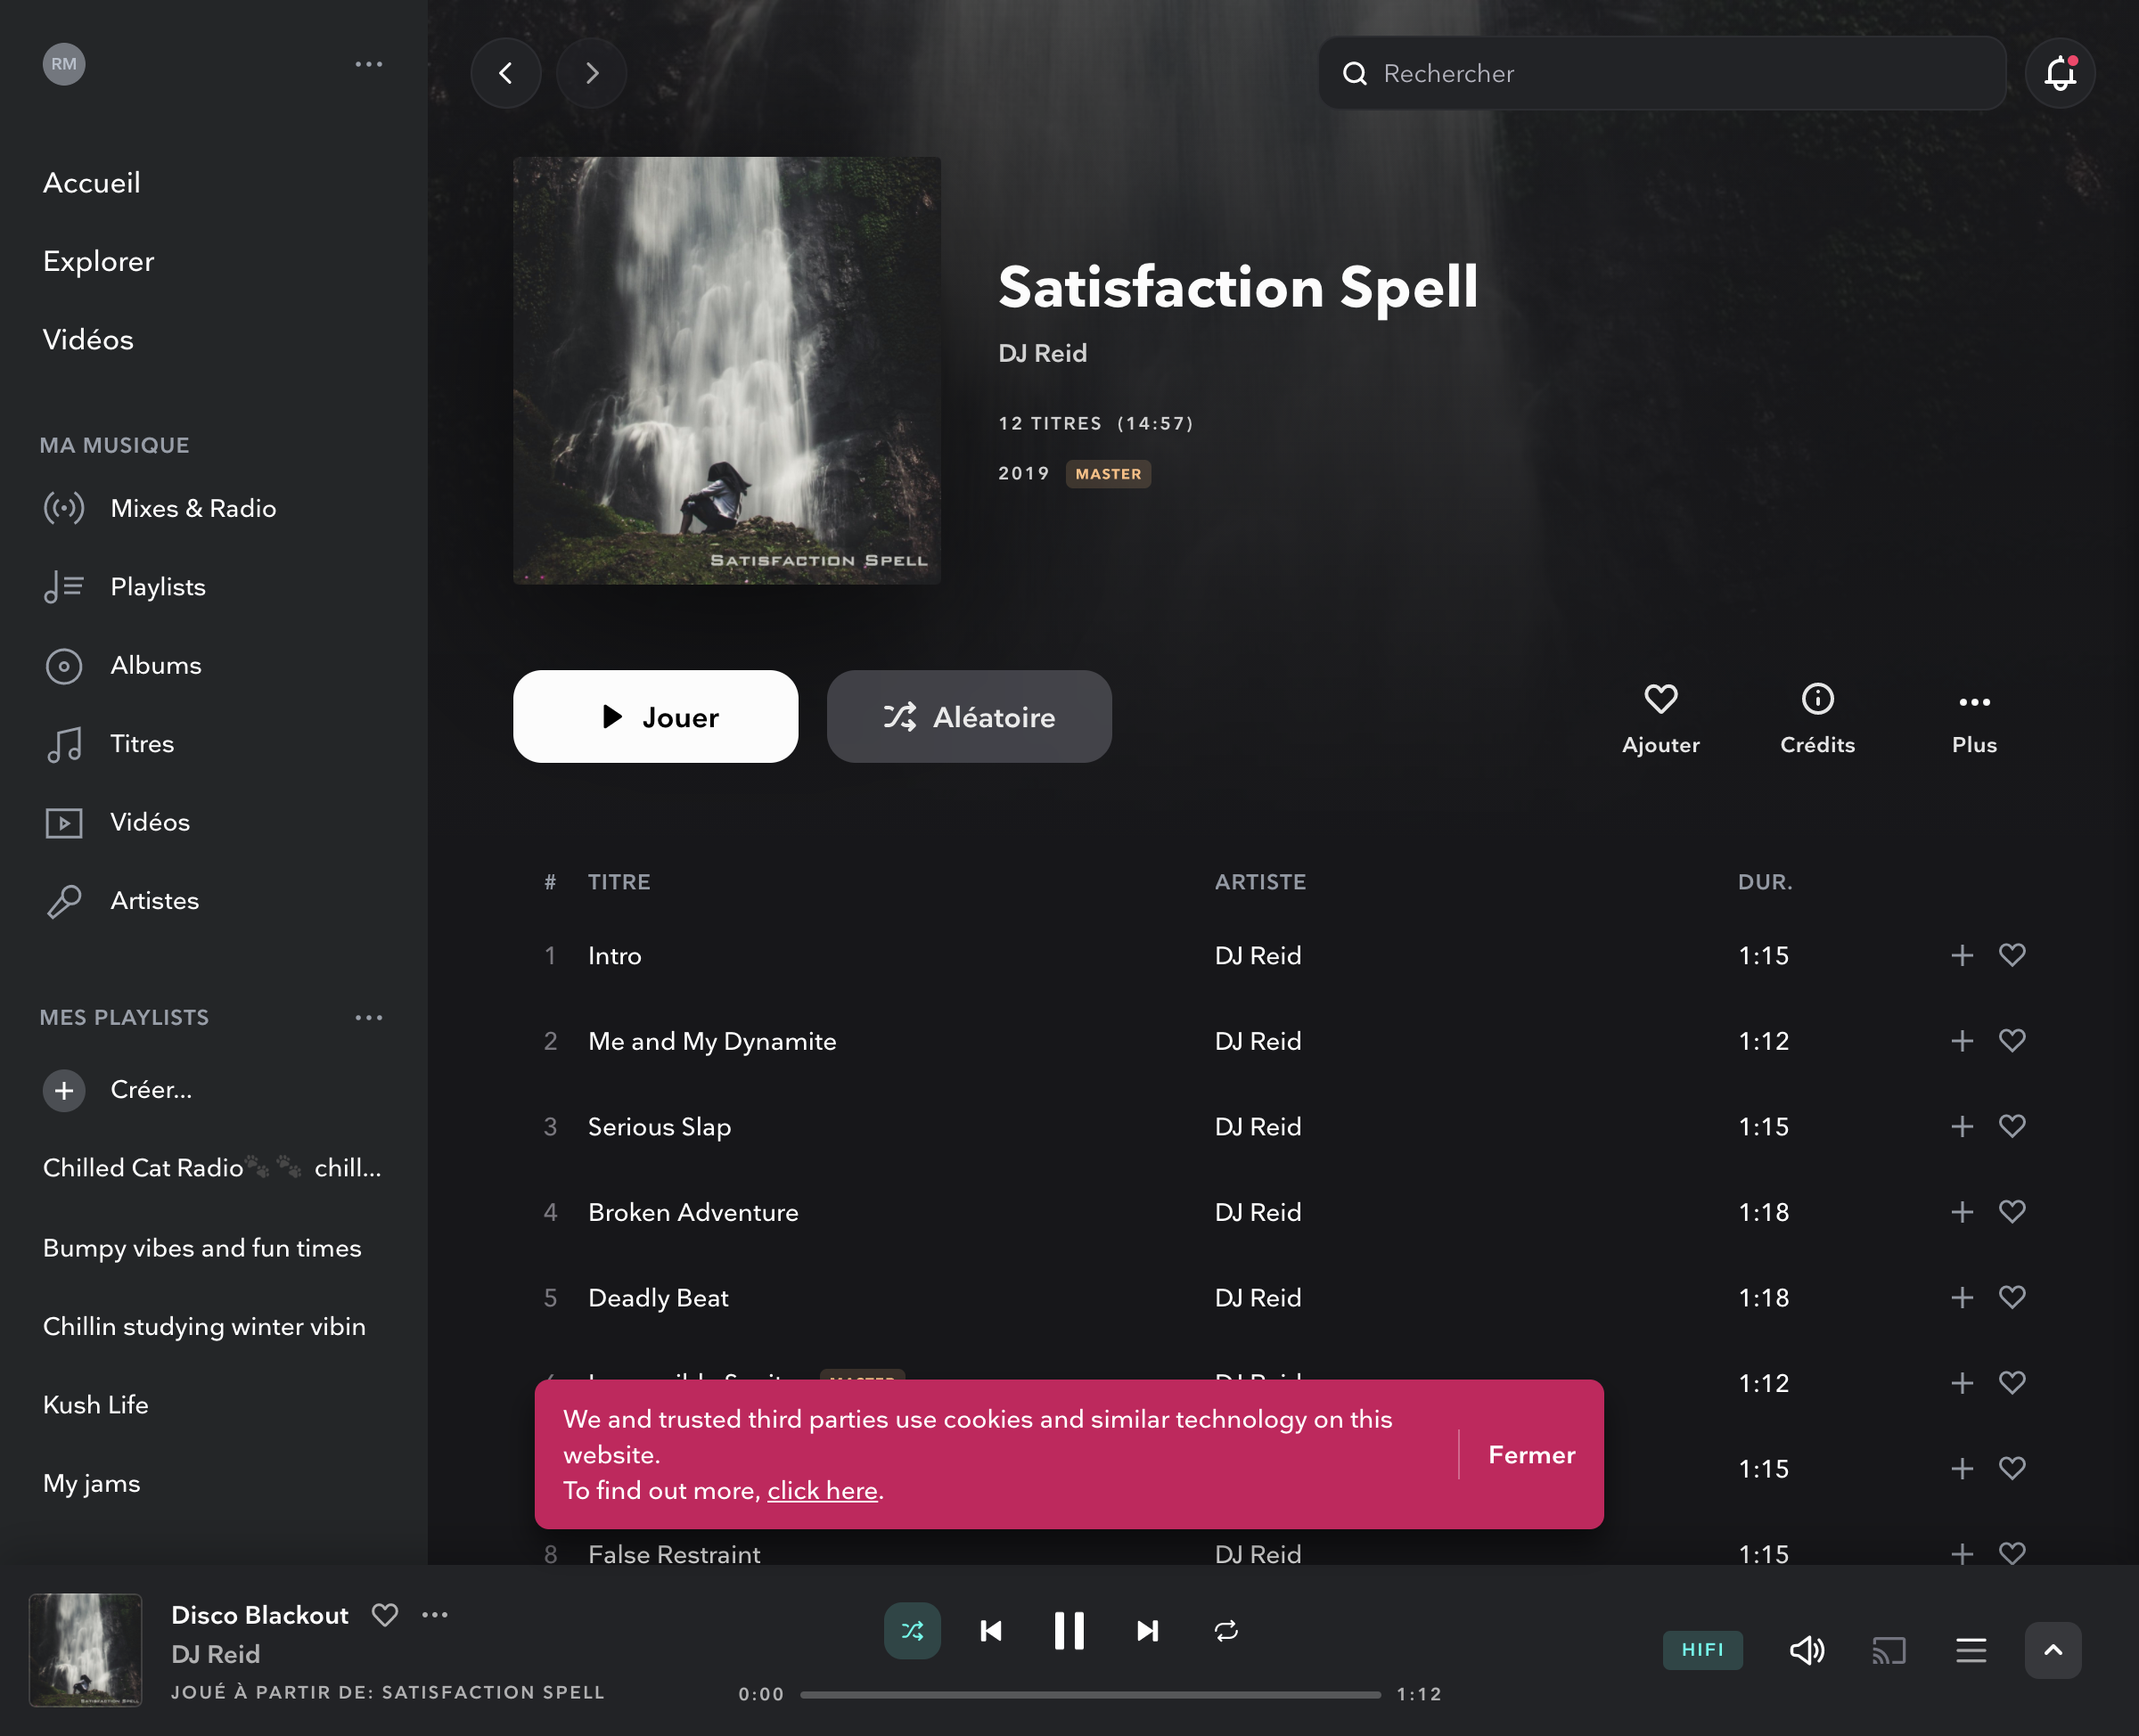 RM
Accueil
Explorer
Vidéos
MA MUSIQUE
Mixes & Radio
Playlists
Albums
Titres
Vidéos
Artistes
MES PLAYLISTS
Créer...
Chilled Cat Radio🐾 🐾 chill...
Bumpy vibes and fun times
Chillin studying winter vibin
Kush Life
My jams
Rechercher
SATISFACTION SPELL
Satisfaction Spell
DJ Reid
12 TITRES (14:57)
2019 MASTER
Jouer
Aléatoire
Ajouter
Crédits
Plus
# TITRE ARTISTE DUR.
1 Intro DJ Reid 1:15
2 Me and My Dynamite DJ Reid 1:12
3 Serious Slap DJ Reid 1:15
4 Broken Adventure DJ Reid 1:18
5 Deadly Beat DJ Reid 1:18
MASTER DJ Reid 1:12
1:15
8 False Restraint DJ Reid 1:15
We and trusted third parties use cookies and similar technology on this
website.
To find out more, click here.
Fermer
Disco Blackout
DJ Reid
JOUÉ À PARTIR DE: SATISFACTION SPELL
0:00
1:12
HIFI